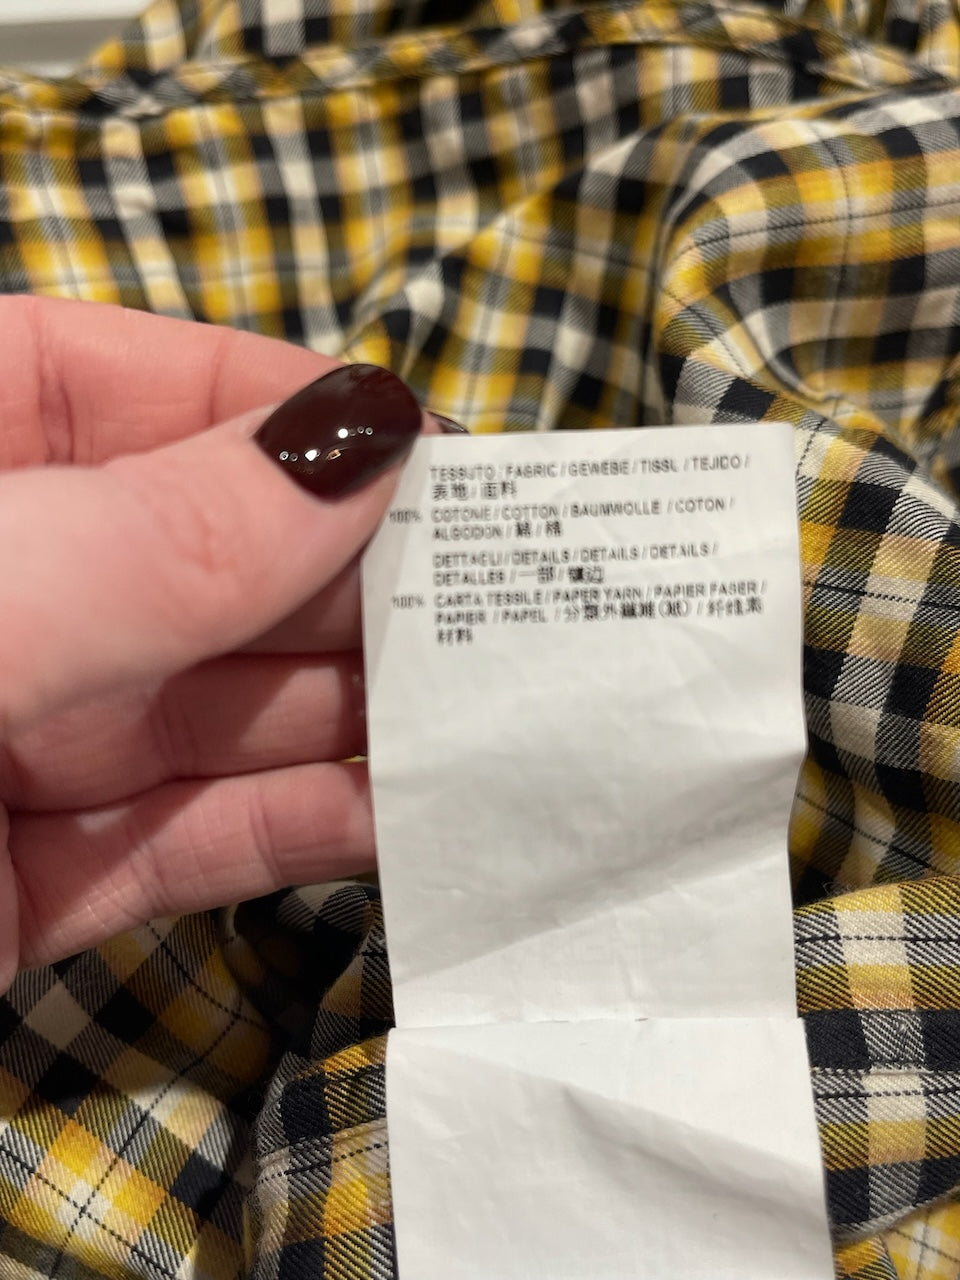 TESSUTO / FABRIC / GEWEBE / TISSU / TEJIDO /
表地 / 面料
100% COTONE / COTTON / BAUMWOLLE / COTON /
ALGODON / 綿 / 棉
DETTAGLI / DETAILS / DETAILS / DETAILS /
DETALLES / 一部 / 镶边
100% CARTA TESSILE / PAPER YARN / PAPIER FASER /
PAPIER / PAPEL / 分類外繊維(紙) / 纤维素
材料